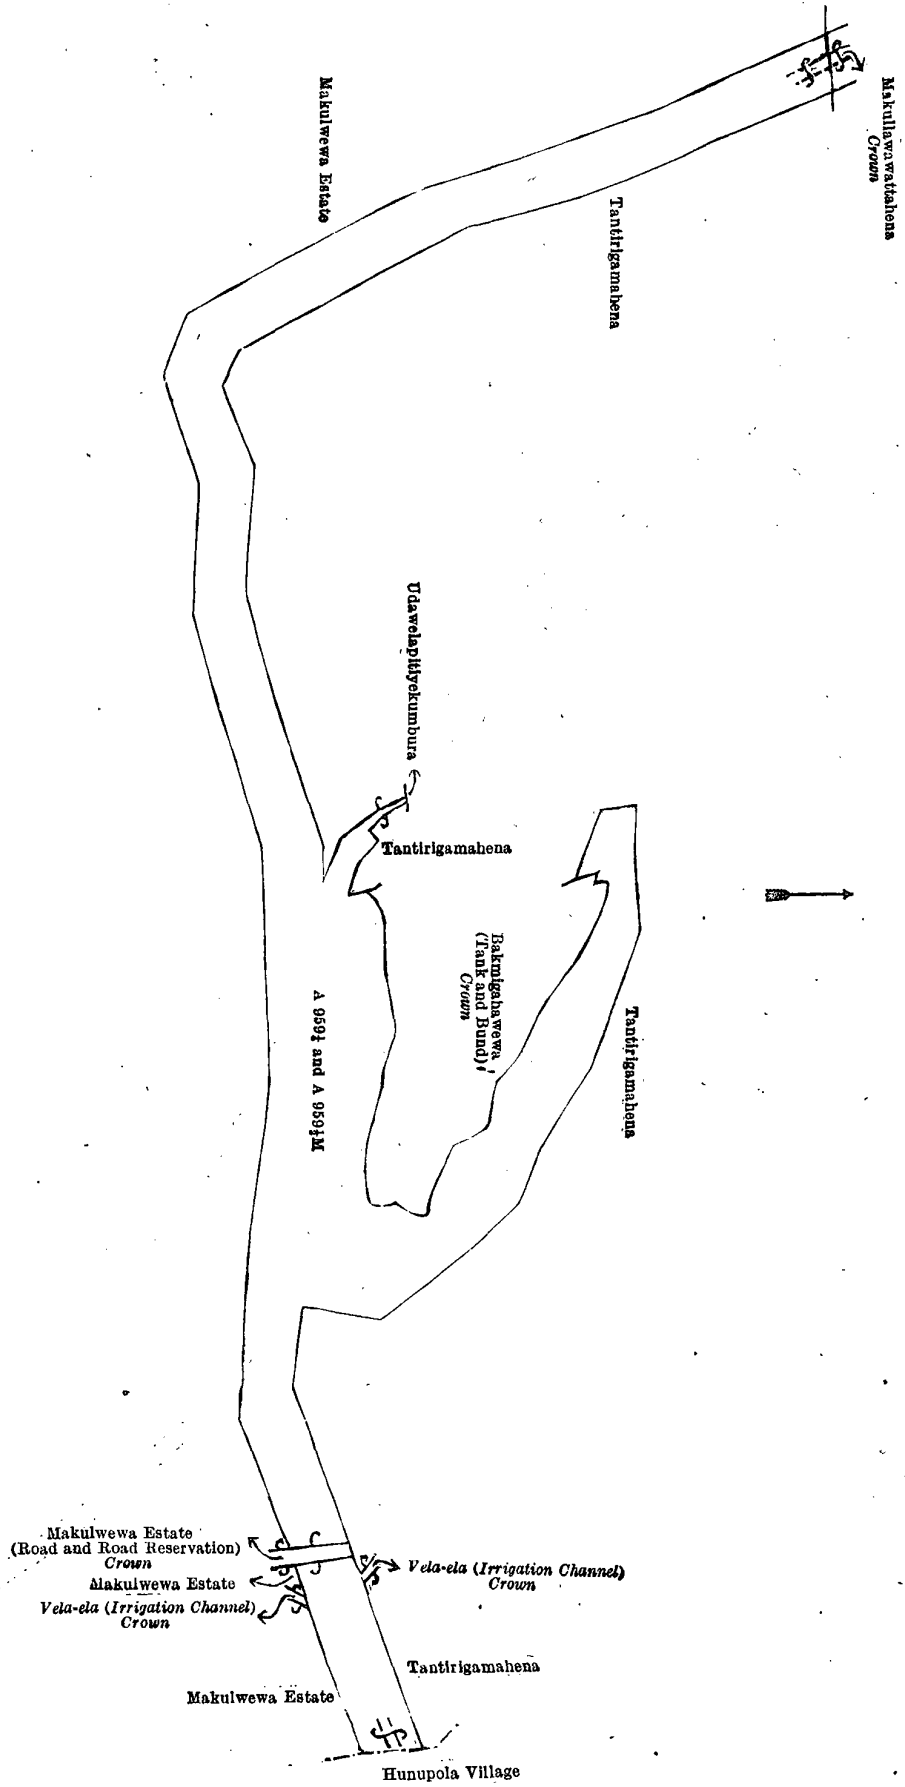 Makullawawattahena
Crown
Makulwewa Estate
Tantirigamahena
Udawelapitiyekumbura
Tantirigamahena
Bakmigahawewa
(Tank and Bund)
Crown
Tantirigamahena
A 959½ and A 959½M
Makulwewa Estate
(Road and Road Reservation)
Crown
Makulwewa Estate
Vela-ela (Irrigation Channel)
Crown
Vela-ela (Irrigation Channel)
Crown
Tantirigamahena
Makulwewa Estate
Hunupola Village